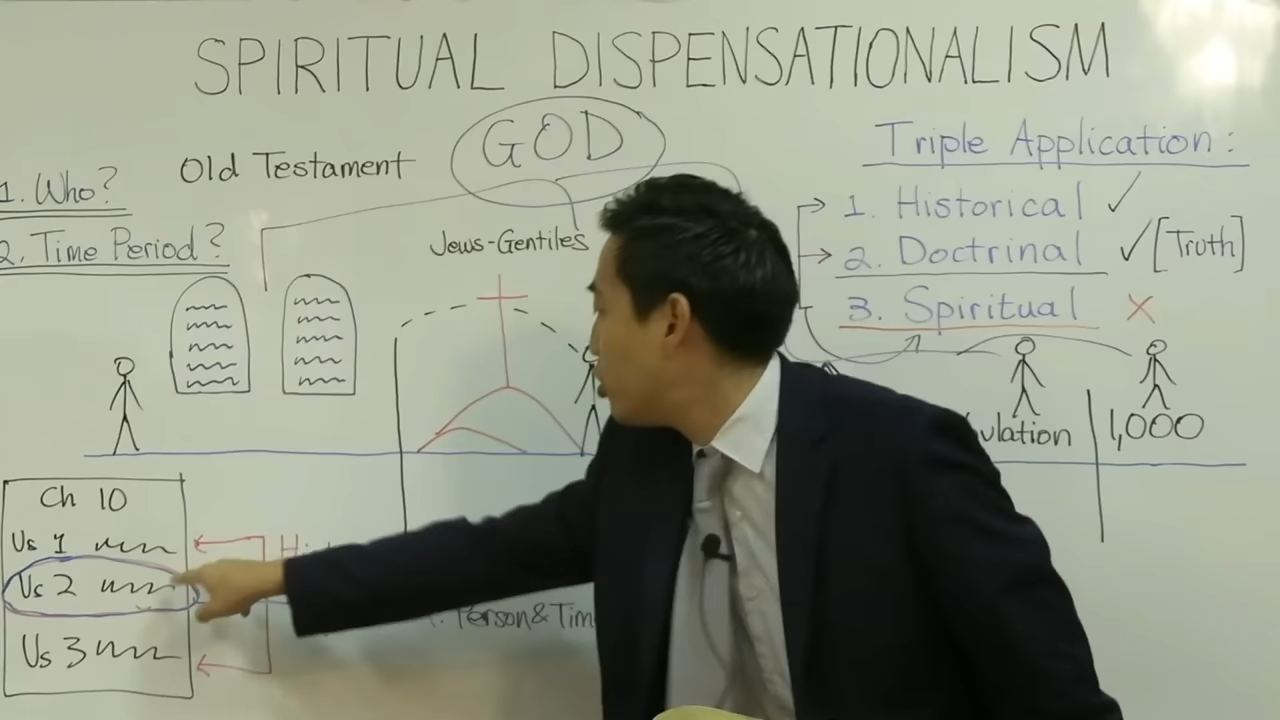 SPIRITUAL DISPENSATIONALISM
GOD
1. Who?
2. Time Period?
Old Testament
Jews-Gentiles
Triple Application:
1. Historical ✓
2. Doctrinal ✓ [Truth]
3. Spiritual X
1,000
Ch 10
Vs 1
Vs 2
Vs 3
Person &